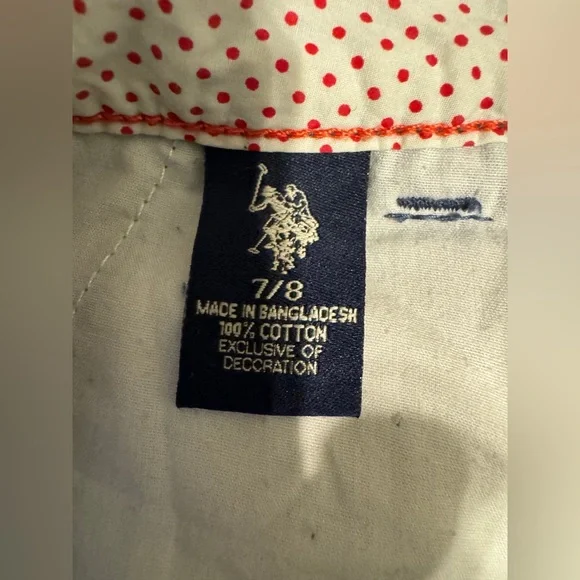 7/8
MADE IN BANGLADESH
100% COTTON
EXCLUSIVE OF
DECORATION